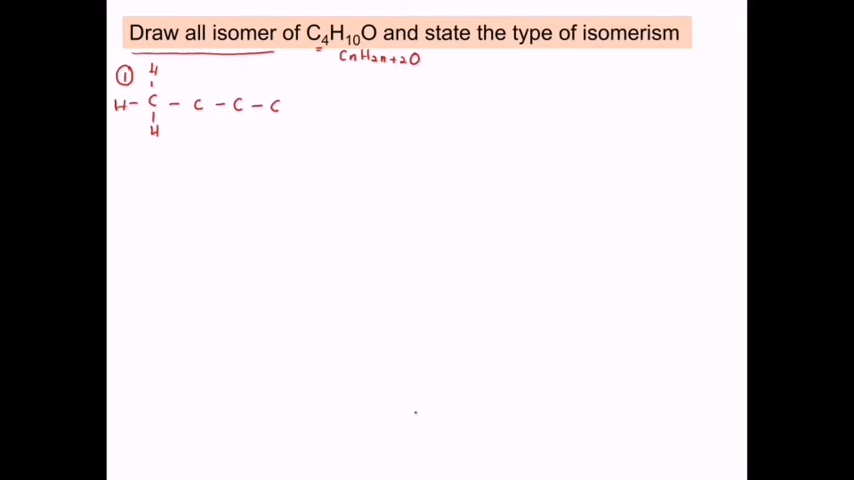 Draw all isomer of C₄H₁₀O and state the type of isomerism
CnH2n+2O
① H
H - C - C - C - C
H